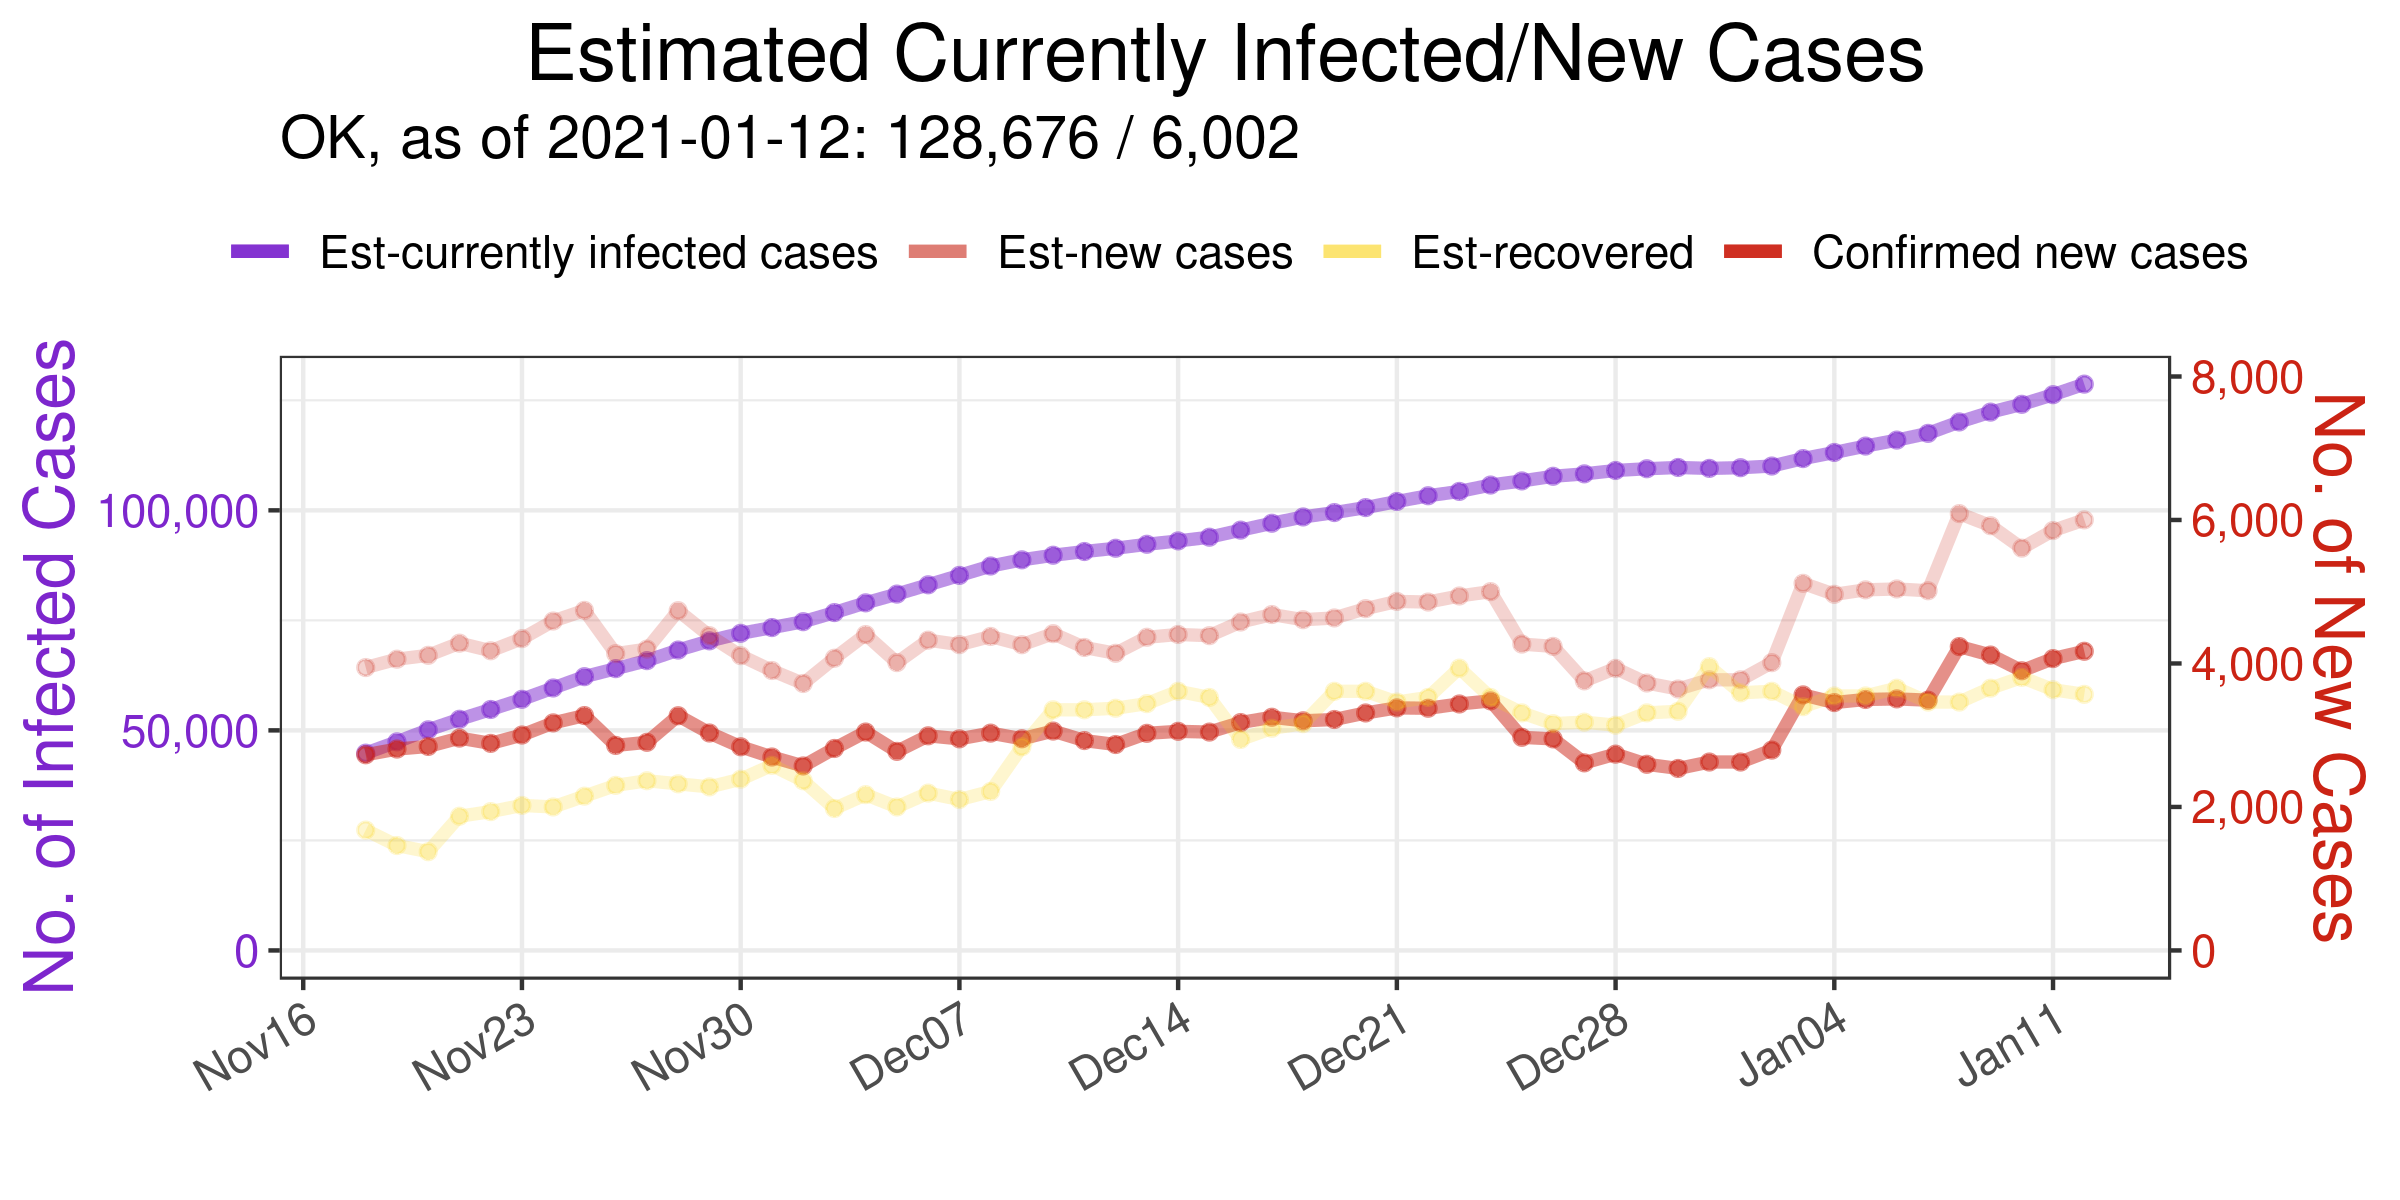 Estimated Currently Infected/New Cases
OK, as of 2021-01-12: 128,676 / 6,002
Est-currently infected cases Est-new cases Est-recovered Confirmed new cases
No. of Infected Cases
100,000
50,000
0
8,000
6,000
4,000
2,000
0
No. of New Cases
Nov16 Nov23 Nov30 Dec07 Dec14 Dec21 Dec28 Jan04 Jan11